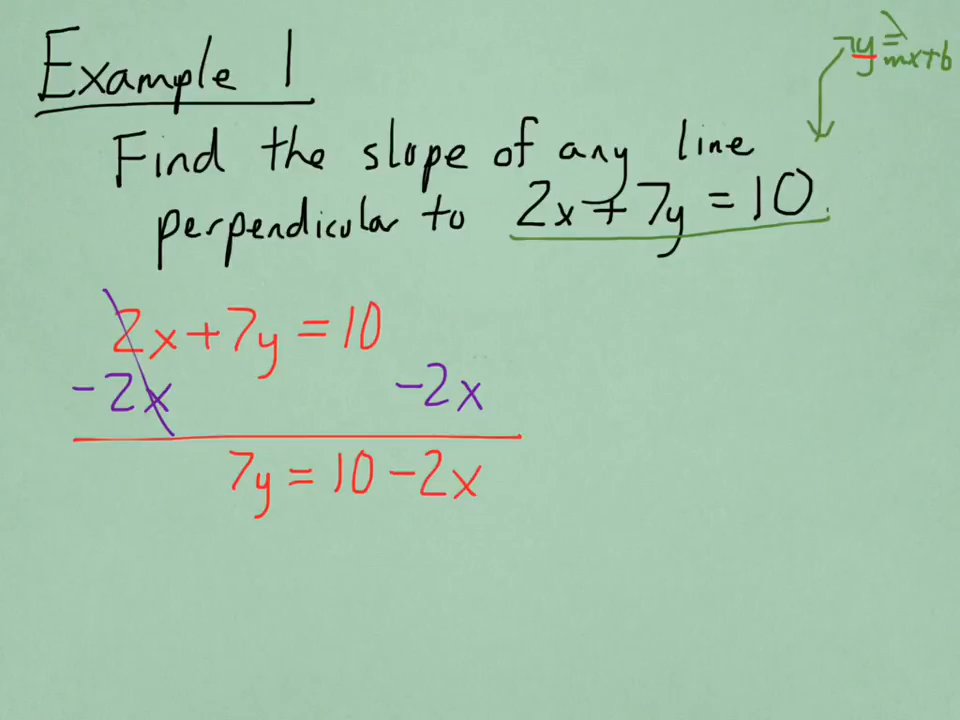 Example 1
y =
mx+b
Find the slope of any line
perpendicular to 2x + 7y = 10.
2x + 7y = 10
-2x -2x
7y = 10 - 2x